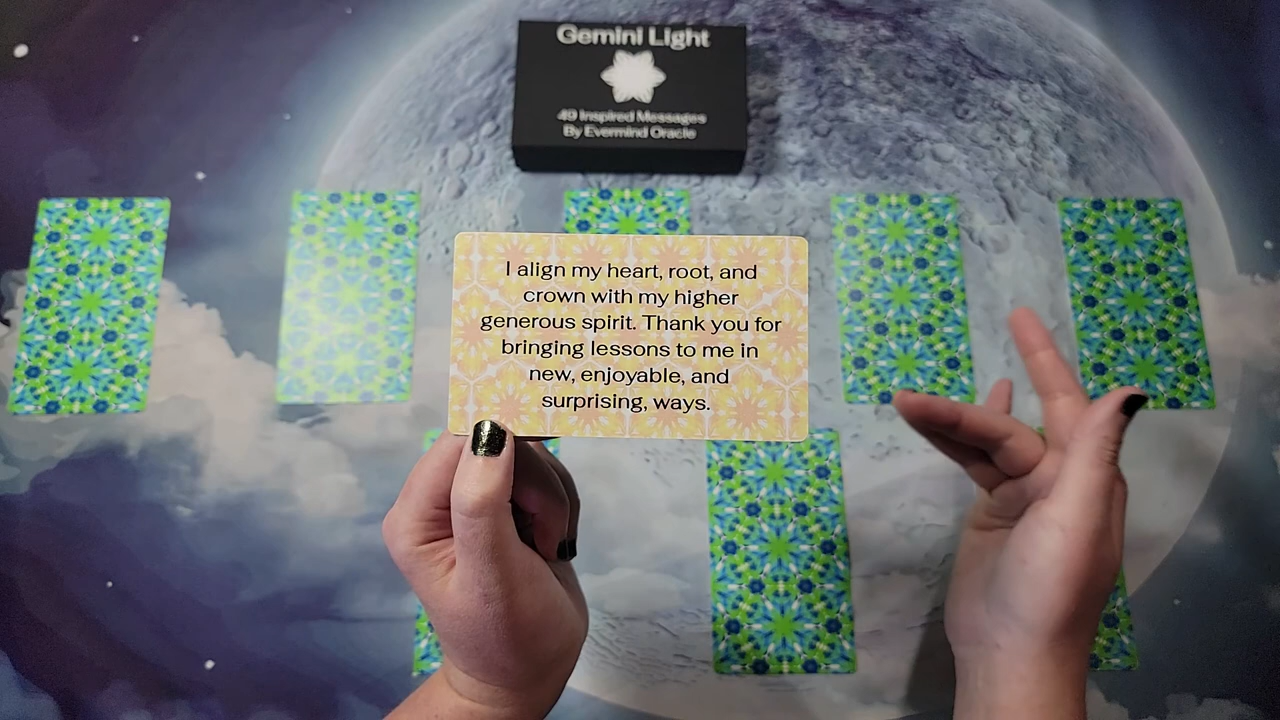 Gemini Light
49 Inspired Messages
By Evermind Oracle
I align my heart, root, and
crown with my higher
generous spirit. Thank you for
bringing lessons to me in
new, enjoyable, and
surprising, ways.